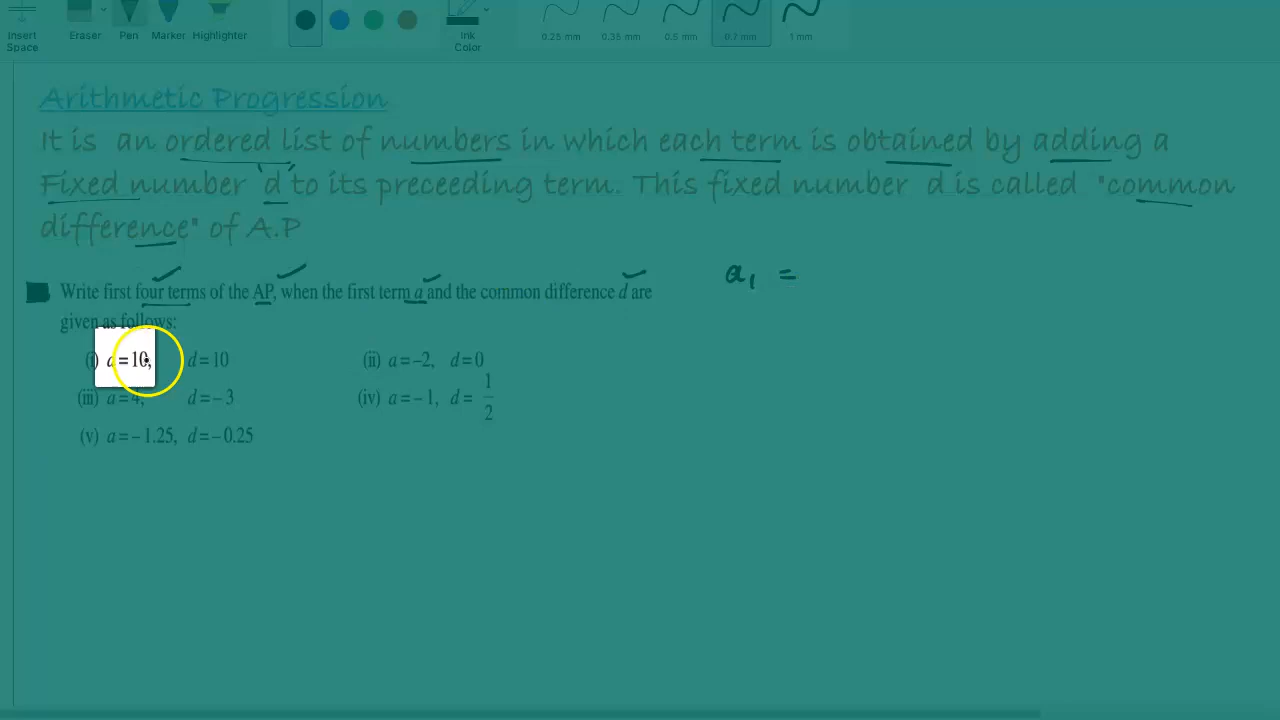 Insert Space Eraser Pen Marker Highlighter Ink Color 0.25 mm 0.35 mm 0.5 mm 0.7 mm 1 mm
Arithmetic Progression
It is an ordered list of numbers in which each term is obtained by adding a
Fixed number 'd' to its preceeding term. This fixed number d is called "common
difference" of A.P
a₁ =
Write first four terms of the AP, when the first term a and the common difference d are
given as follows:
(i) a = 10, d = 10 (ii) a = –2, d = 0
(iii) a = 4, d = – 3 (iv) a = – 1, d = 1/2
(v) a = – 1.25, d = – 0.25